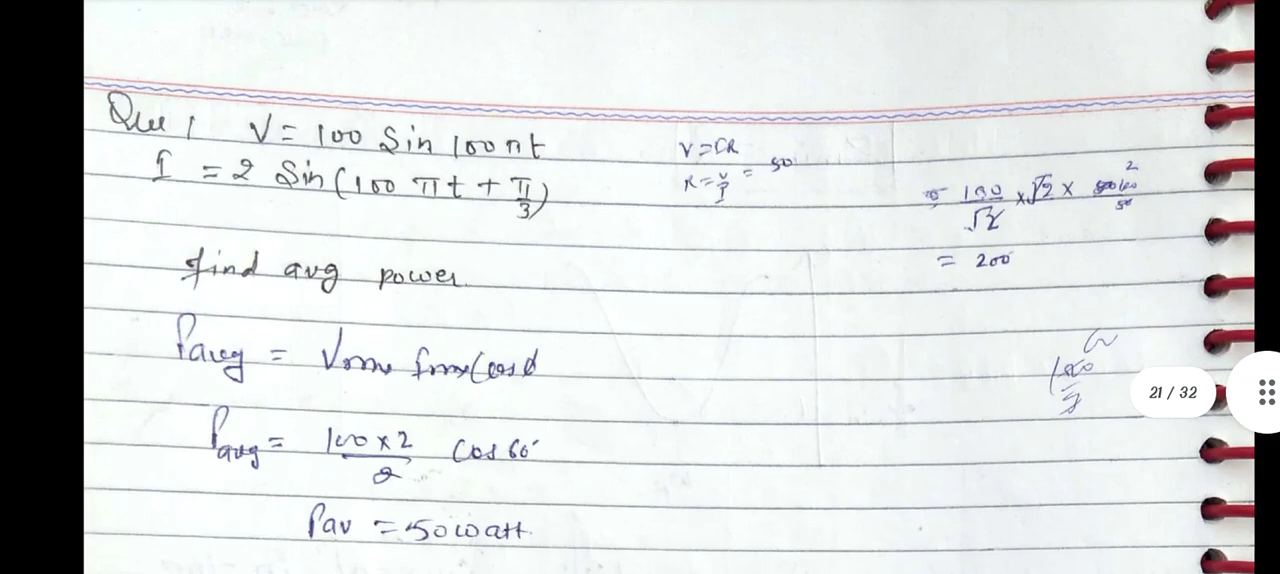 Que 1 V = 100 Sin 100πt
I = 2 Sin(100 πt + π/3)
V = IR
R = V/I = 50
= 100/√2 × √2 × 2
= 200
find avg power.
Pavg = Vrms Irms Cos ϕ
Pavg = 100×2/2 Cos 60°
Pav = 50 watt
21 / 32